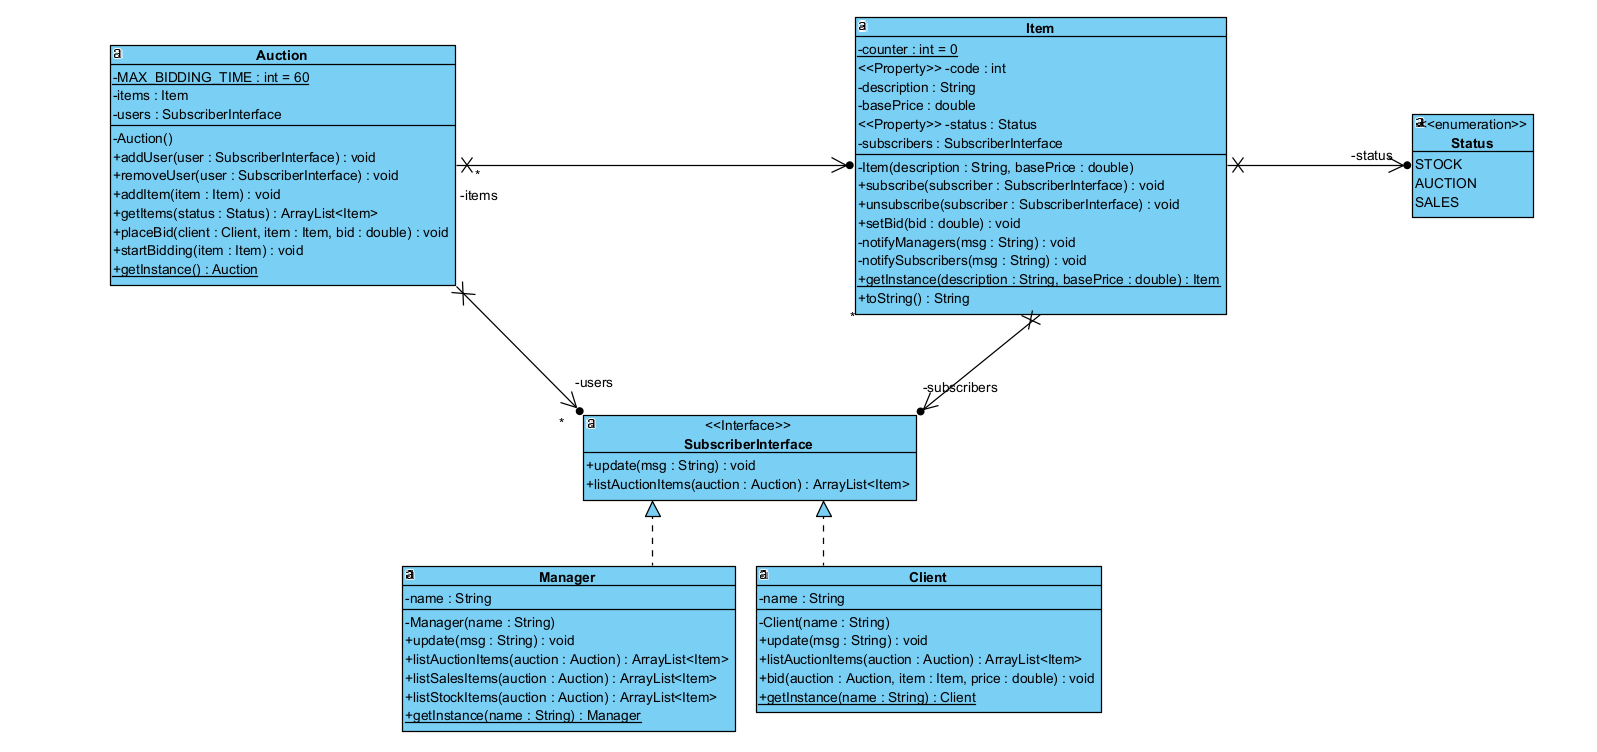 a
Auction
-MAX_BIDDING_TIME : int = 60
-items : Item
-users : SubscriberInterface
-Auction()
+addUser(user : SubscriberInterface) : void
+removeUser(user : SubscriberInterface) : void
+addItem(item : Item) : void
+getItems(status : Status) : ArrayList<Item>
+placeBid(client : Client, item : Item, bid : double) : void
+startBidding(item : Item) : void
+getInstance() : Auction
*
-items
a
Item
-counter : int = 0
<<Property>> -code : int
-description : String
-basePrice : double
<<Property>> -status : Status
-subscribers : SubscriberInterface
-Item(description : String, basePrice : double)
+subscribe(subscriber : SubscriberInterface) : void
+unsubscribe(subscriber : SubscriberInterface) : void
+setBid(bid : double) : void
-notifyManagers(msg : String) : void
-notifySubscribers(msg : String) : void
+getInstance(description : String, basePrice : double) : Item
+toString() : String
*
-status
a
<<enumeration>>
Status
STOCK
AUCTION
SALES
-users
*
-subscribers
a
<<Interface>>
SubscriberInterface
+update(msg : String) : void
+listAuctionItems(auction : Auction) : ArrayList<Item>
a
Manager
-name : String
-Manager(name : String)
+update(msg : String) : void
+listAuctionItems(auction : Auction) : ArrayList<Item>
+listSalesItems(auction : Auction) : ArrayList<Item>
+listStockItems(auction : Auction) : ArrayList<Item>
+getInstance(name : String) : Manager
a
Client
-name : String
-Client(name : String)
+update(msg : String) : void
+listAuctionItems(auction : Auction) : ArrayList<Item>
+bid(auction : Auction, item : Item, price : double) : void
+getInstance(name : String) : Client